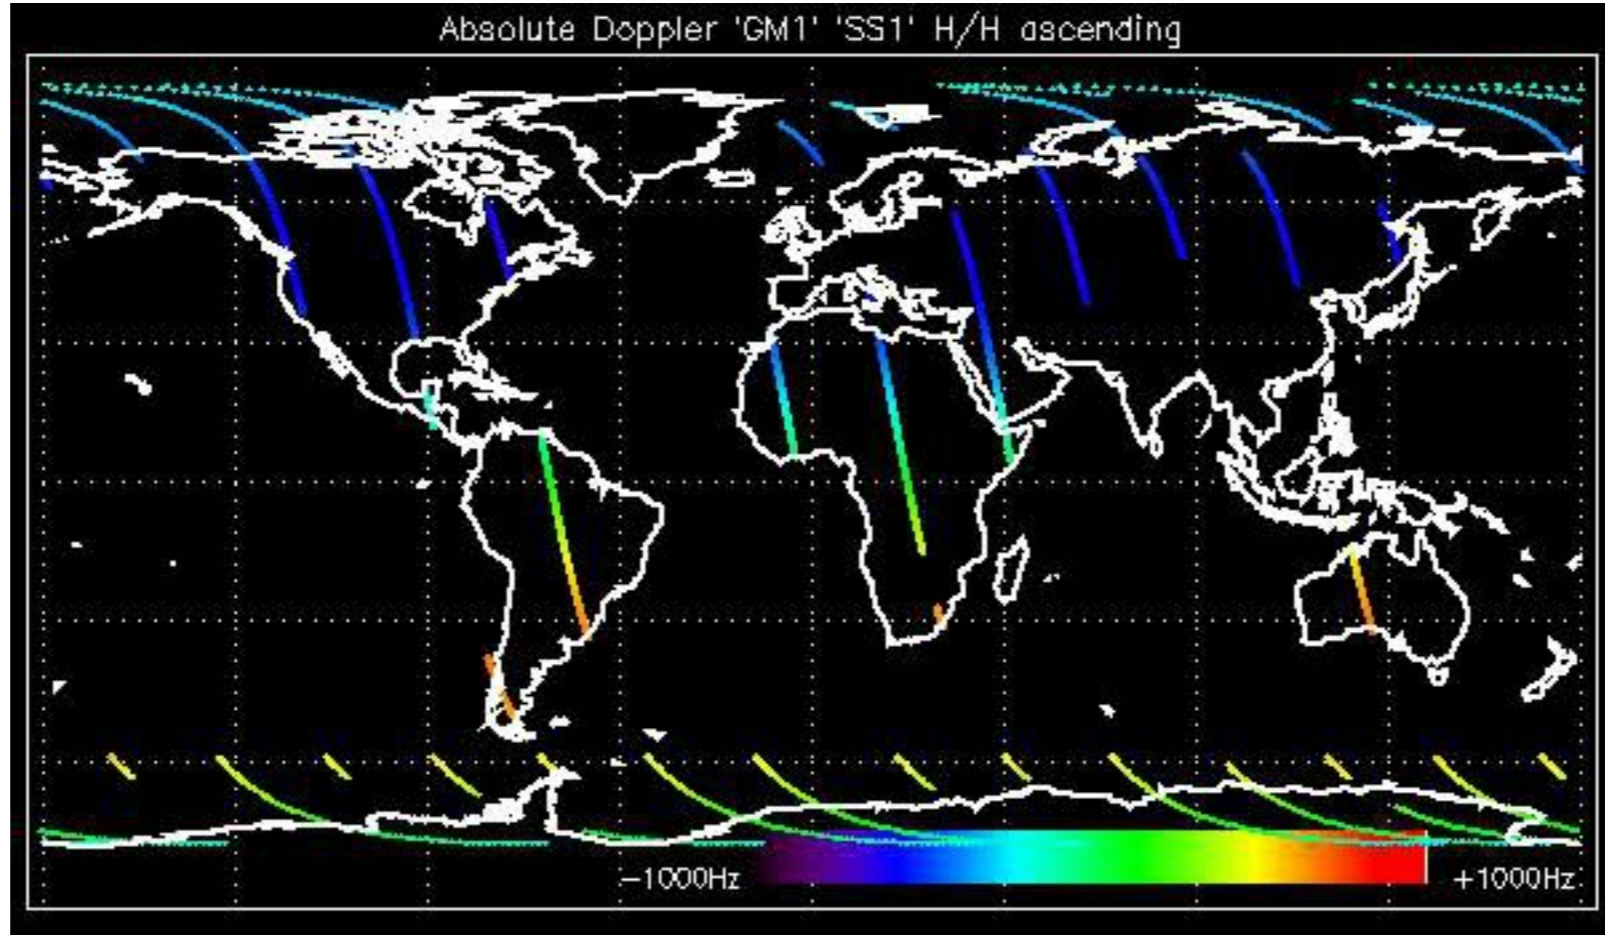 Absolute Doppler 'GM1' 'SS1' H/H ascending
−1000Hz
+1000Hz